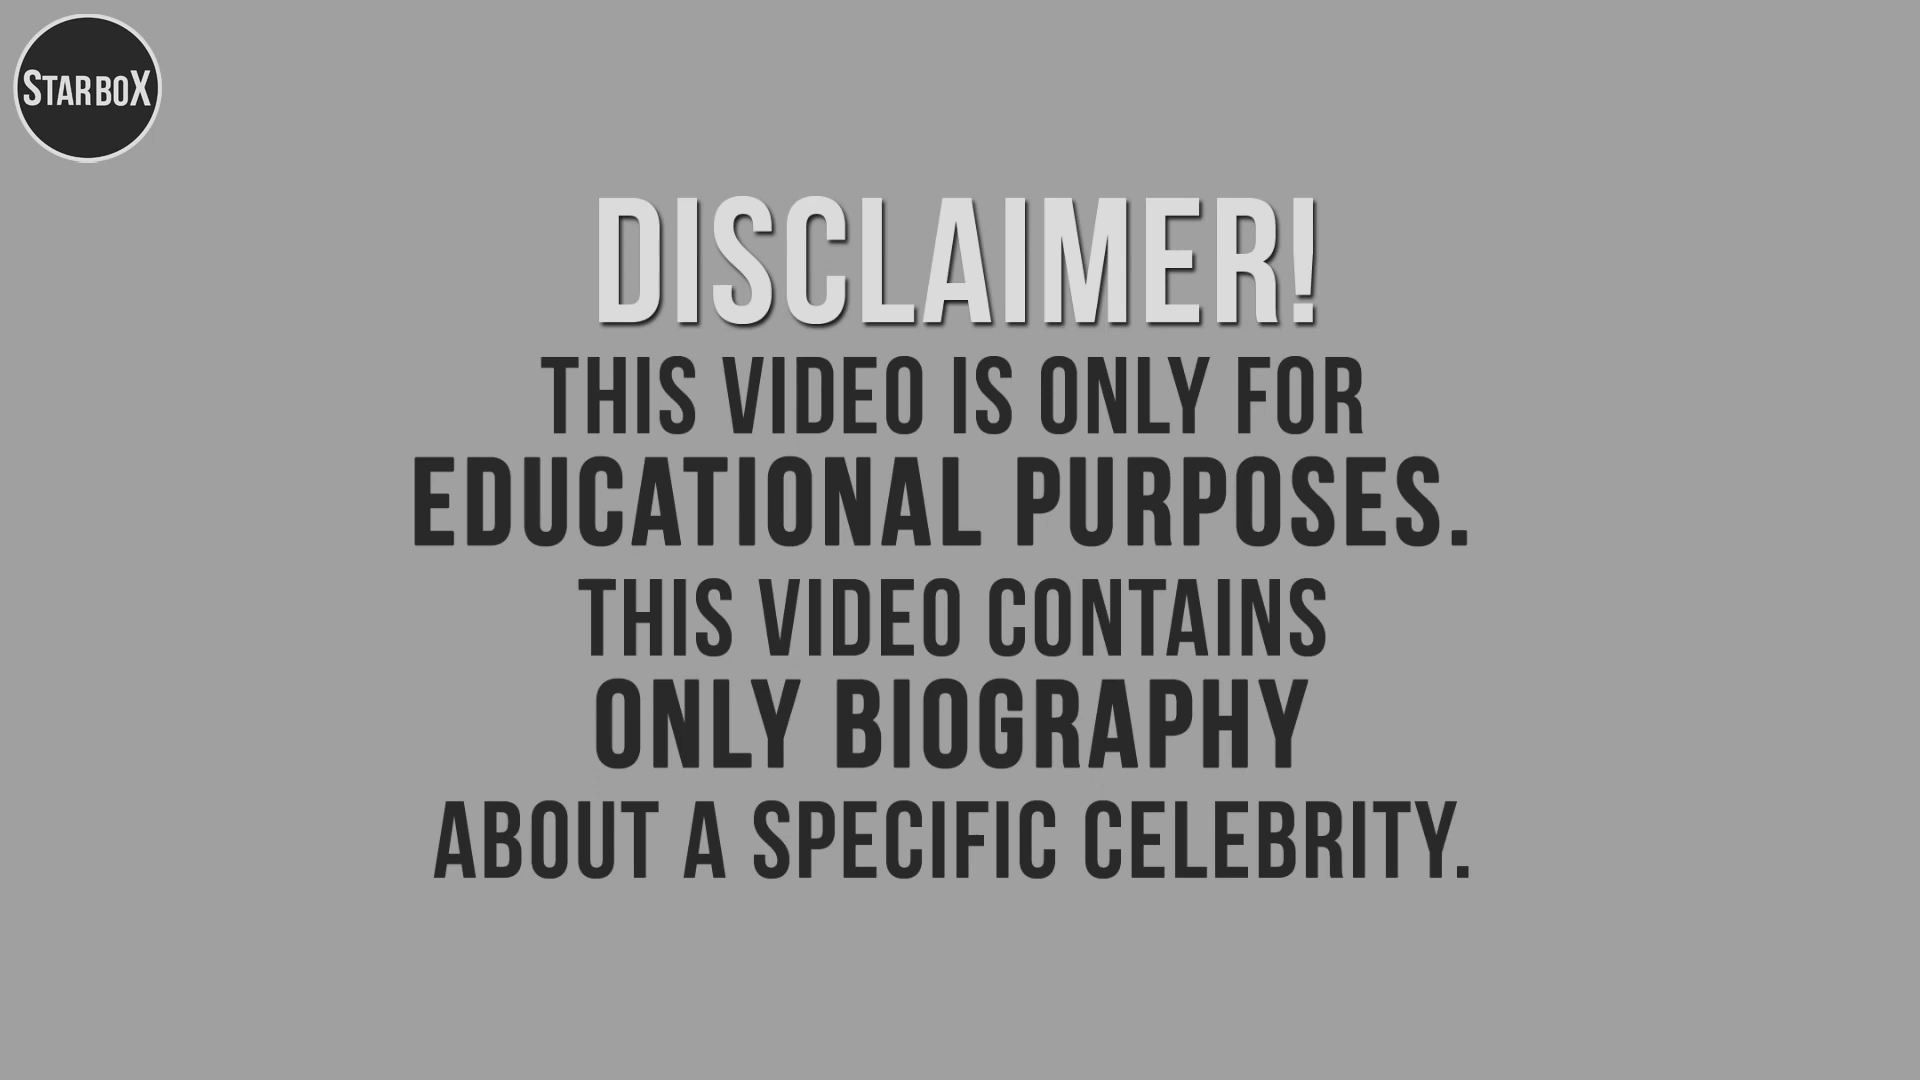 STARBOX
DISCLAIMER!
THIS VIDEO IS ONLY FOR
EDUCATIONAL PURPOSES.
THIS VIDEO CONTAINS
ONLY BIOGRAPHY
ABOUT A SPECIFIC CELEBRITY.